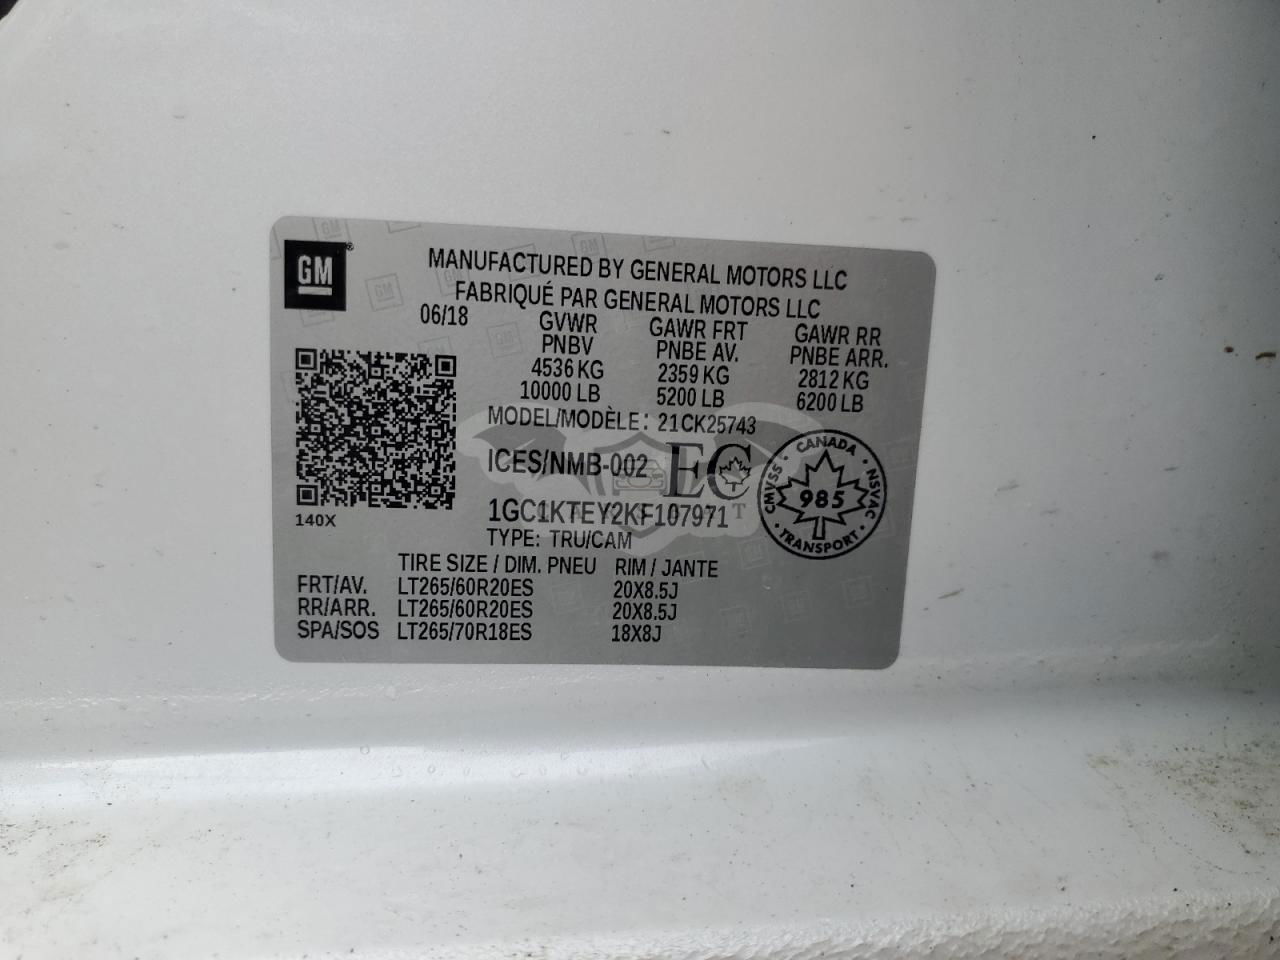 GM
MANUFACTURED BY GENERAL MOTORS LLC
FABRIQUÉ PAR GENERAL MOTORS LLC
06/18 GVWR GAWR FRT GAWR RR
PNBV PNBE AV. PNBE ARR.
4536 KG 2359 KG 2812 KG
10000 LB 5200 LB 6200 LB
MODEL/MODÈLE: 21CK25743
ICES/NMB-002 EC
CANADA
CMVSS 985 NSVAC
TRANSPORT
1GC1KTEY2KF107971
140X
TYPE: TRU/CAM
TIRE SIZE / DIM. PNEU RIM / JANTE
FRT/AV. LT265/60R20ES 20X8.5J
RR/ARR. LT265/60R20ES 20X8.5J
SPA/SOS LT265/70R18ES 18X8J